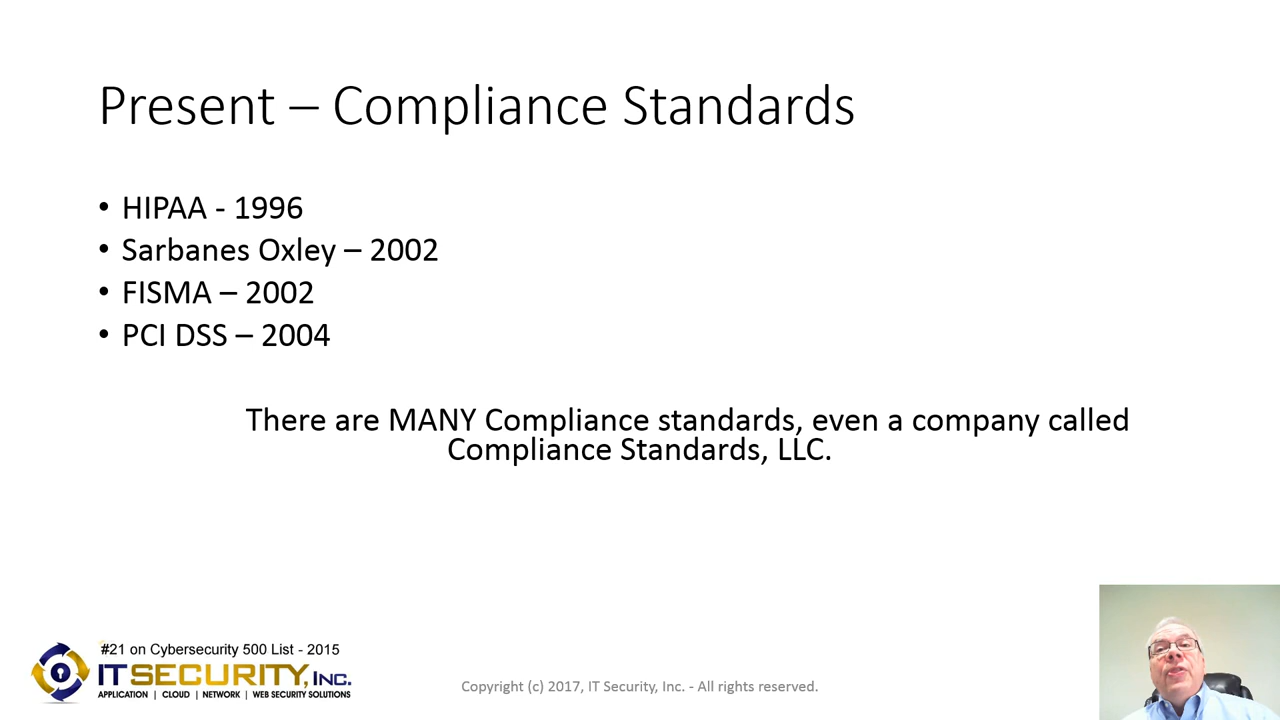 Present – Compliance Standards
• HIPAA - 1996
• Sarbanes Oxley – 2002
• FISMA – 2002
• PCI DSS – 2004
There are MANY Compliance standards, even a company called
Compliance Standards, LLC.
#21 on Cybersecurity 500 List - 2015
IT SECURITY, INC.
APPLICATION | CLOUD | NETWORK | WEB SECURITY SOLUTIONS
Copyright (c) 2017, IT Security, Inc. - All rights reserved.